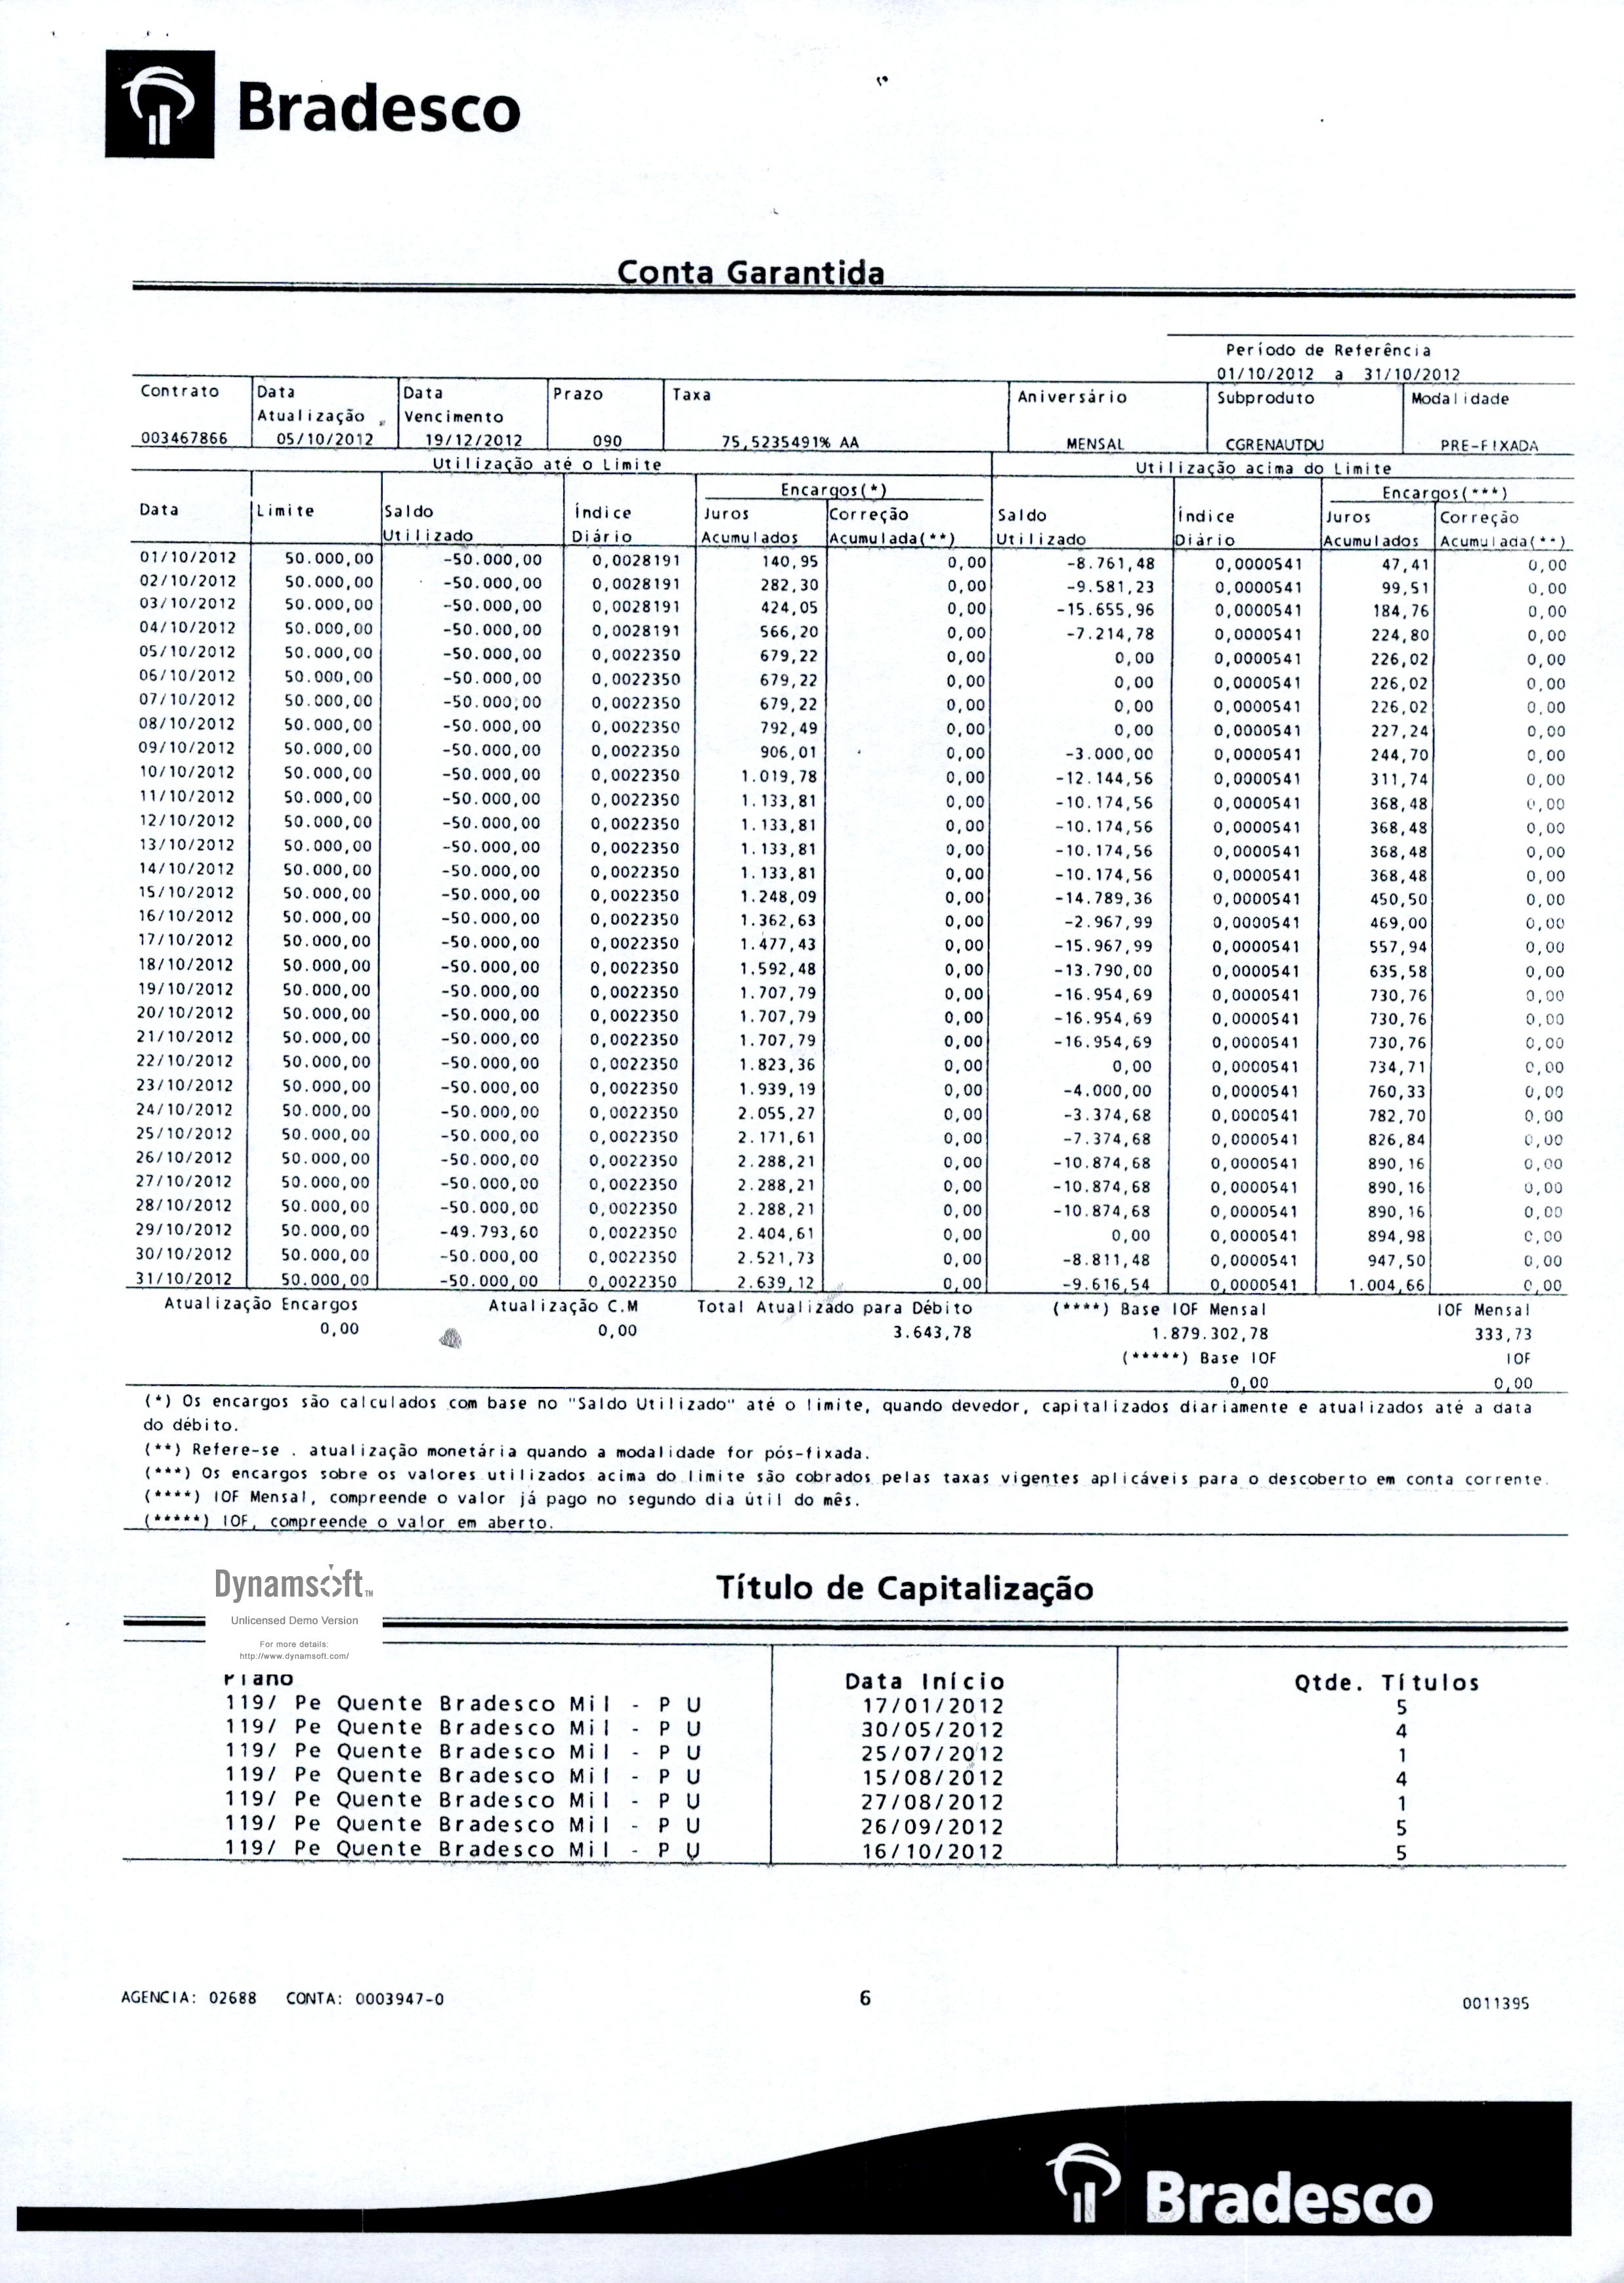 Bradesco
Conta Garantida
Período de Referência
01/10/2012 a 31/10/2012
Contrato Data Atualização Data Vencimento Prazo Taxa Aniversário Subproduto Modalidade
003467866 05/10/2012 19/12/2012 090 75,5235491% AA MENSAL CGRENAUTDU PRE-FIXADA
Utilização até o Limite Utilização acima do Limite
Encargos(*) Encargos(***)
Data Limite Saldo Utilizado Índice Diário Juros Acumulados Correção Acumulada(**) Saldo Utilizado Índice Diário Juros Acumulados Correção Acumulada(**)
01/10/2012 50.000,00 -50.000,00 0,0028191 140,95 0,00 -8.761,48 0,0000541 47,41 0,00
02/10/2012 50.000,00 -50.000,00 0,0028191 282,30 0,00 -9.581,23 0,0000541 99,51 0,00
03/10/2012 50.000,00 -50.000,00 0,0028191 424,05 0,00 -15.655,96 0,0000541 184,76 0,00
04/10/2012 50.000,00 -50.000,00 0,0028191 566,20 0,00 -7.214,78 0,0000541 224,80 0,00
05/10/2012 50.000,00 -50.000,00 0,0022350 679,22 0,00 0,00 0,0000541 226,02 0,00
06/10/2012 50.000,00 -50.000,00 0,0022350 679,22 0,00 0,00 0,0000541 226,02 0,00
07/10/2012 50.000,00 -50.000,00 0,0022350 679,22 0,00 0,00 0,0000541 226,02 0,00
08/10/2012 50.000,00 -50.000,00 0,0022350 792,49 0,00 0,00 0,0000541 227,24 0,00
09/10/2012 50.000,00 -50.000,00 0,0022350 906,01 0,00 -3.000,00 0,0000541 244,70 0,00
10/10/2012 50.000,00 -50.000,00 0,0022350 1.019,78 0,00 -12.144,56 0,0000541 311,74 0,00
11/10/2012 50.000,00 -50.000,00 0,0022350 1.133,81 0,00 -10.174,56 0,0000541 368,48 0,00
12/10/2012 50.000,00 -50.000,00 0,0022350 1.133,81 0,00 -10.174,56 0,0000541 368,48 0,00
13/10/2012 50.000,00 -50.000,00 0,0022350 1.133,81 0,00 -10.174,56 0,0000541 368,48 0,00
14/10/2012 50.000,00 -50.000,00 0,0022350 1.133,81 0,00 -10.174,56 0,0000541 368,48 0,00
15/10/2012 50.000,00 -50.000,00 0,0022350 1.248,09 0,00 -14.789,36 0,0000541 450,50 0,00
16/10/2012 50.000,00 -50.000,00 0,0022350 1.362,63 0,00 -2.967,99 0,0000541 469,00 0,00
17/10/2012 50.000,00 -50.000,00 0,0022350 1.477,43 0,00 -15.967,99 0,0000541 557,94 0,00
18/10/2012 50.000,00 -50.000,00 0,0022350 1.592,48 0,00 -13.790,00 0,0000541 635,58 0,00
19/10/2012 50.000,00 -50.000,00 0,0022350 1.707,79 0,00 -16.954,69 0,0000541 730,76 0,00
20/10/2012 50.000,00 -50.000,00 0,0022350 1.707,79 0,00 -16.954,69 0,0000541 730,76 0,00
21/10/2012 50.000,00 -50.000,00 0,0022350 1.707,79 0,00 -16.954,69 0,0000541 730,76 0,00
22/10/2012 50.000,00 -50.000,00 0,0022350 1.823,36 0,00 0,00 0,0000541 734,71 0,00
23/10/2012 50.000,00 -50.000,00 0,0022350 1.939,19 0,00 -4.000,00 0,0000541 760,33 0,00
24/10/2012 50.000,00 -50.000,00 0,0022350 2.055,27 0,00 -3.374,68 0,0000541 782,70 0,00
25/10/2012 50.000,00 -50.000,00 0,0022350 2.171,61 0,00 -7.374,68 0,0000541 826,84 0,00
26/10/2012 50.000,00 -50.000,00 0,0022350 2.288,21 0,00 -10.874,68 0,0000541 890,16 0,00
27/10/2012 50.000,00 -50.000,00 0,0022350 2.288,21 0,00 -10.874,68 0,0000541 890,16 0,00
28/10/2012 50.000,00 -50.000,00 0,0022350 2.288,21 0,00 -10.874,68 0,0000541 890,16 0,00
29/10/2012 50.000,00 -49.793,60 0,0022350 2.404,61 0,00 0,00 0,0000541 894,98 0,00
30/10/2012 50.000,00 -50.000,00 0,0022350 2.521,73 0,00 -8.811,48 0,0000541 947,50 0,00
31/10/2012 50.000,00 -50.000,00 0,0022350 2.639,12 0,00 -9.616,54 0,0000541 1.004,66 0,00
Atualização Encargos Atualização C.M Total Atualizado para Débito (****) Base IOF Mensal IOF Mensal
0,00 0,00 3.643,78 1.879.302,78 333,73
(*****) Base IOF IOF
0,00 0,00
(*) Os encargos são calculados com base no "Saldo Utilizado" até o limite, quando devedor, capitalizados diariamente e atualizados até a data
do débito.
(**) Refere-se . atualização monetária quando a modalidade for pós-fixada.
(***) Os encargos sobre os valores utilizados acima do limite são cobrados pelas taxas vigentes aplicáveis para o descoberto em conta corrente.
(****) IOF Mensal, compreende o valor já pago no segundo dia útil do mês.
(*****) IOF, compreende o valor em aberto.
Dynamsoft™
Unlicensed Demo Version
For more details:
http://www.dynamsoft.com/
Título de Capitalização
Plano Data Início Qtde. Títulos
119/ Pe Quente Bradesco Mil - P U 17/01/2012 5
119/ Pe Quente Bradesco Mil - P U 30/05/2012 4
119/ Pe Quente Bradesco Mil - P U 25/07/2012 1
119/ Pe Quente Bradesco Mil - P U 15/08/2012 4
119/ Pe Quente Bradesco Mil - P U 27/08/2012 1
119/ Pe Quente Bradesco Mil - P U 26/09/2012 5
119/ Pe Quente Bradesco Mil - P U 16/10/2012 5
AGENCIA: 02688 CONTA: 0003947-0 6 0011395
Bradesco